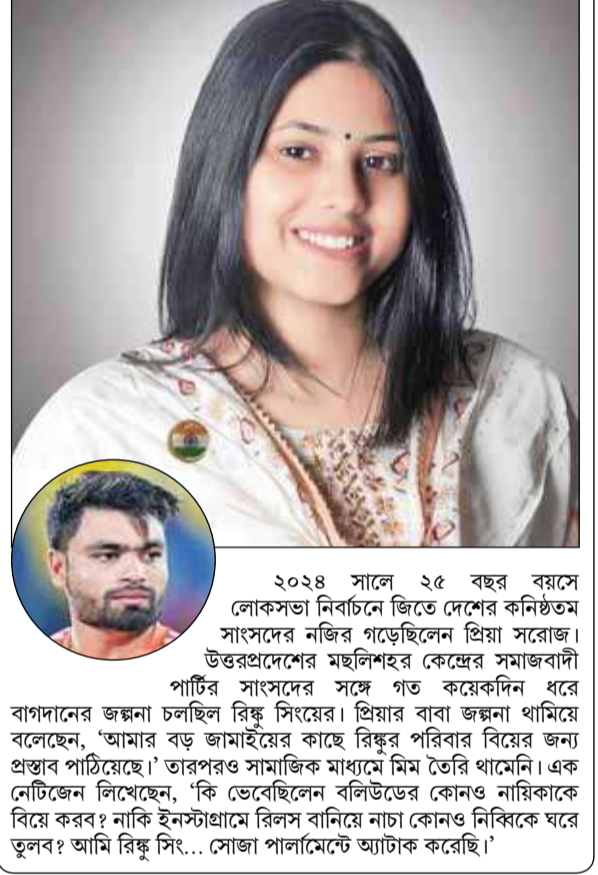 ২০২৪ সালে ২৫ বছর বয়সে
লোকসভা নির্বাচনে জিতে দেশের কনিষ্ঠতম
সাংসদের নজির গড়েছিলেন প্রিয়া সরোজ।
উত্তরপ্রদেশের মছলিশহর কেন্দ্রের সমাজবাদী
পার্টির সাংসদের সঙ্গে গত কয়েকদিন ধরে
বাগদানের জল্পনা চলছিল রিঙ্কু সিংয়ের। প্রিয়ার বাবা জল্পনা থামিয়ে
বলেছেন, ‘আমার বড় জামাইয়ের কাছে রিঙ্কুর পরিবার বিয়ের জন্য
প্রস্তাব পাঠিয়েছে।’ তারপরও সামাজিক মাধ্যমে মিম তৈরি থামেনি। এক
নেটিজেন লিখেছেন, ‘কি ভেবেছিলেন বলিউডের কোনও নায়িকাকে
বিয়ে করব? নাকি ইনস্টাগ্রামে রিলস বানিয়ে নাচা কোনও নিব্বিকে ঘরে
তুলব? আমি রিঙ্কু সিং... সোজা পার্লামেন্টে অ্যাটাক করেছি।’